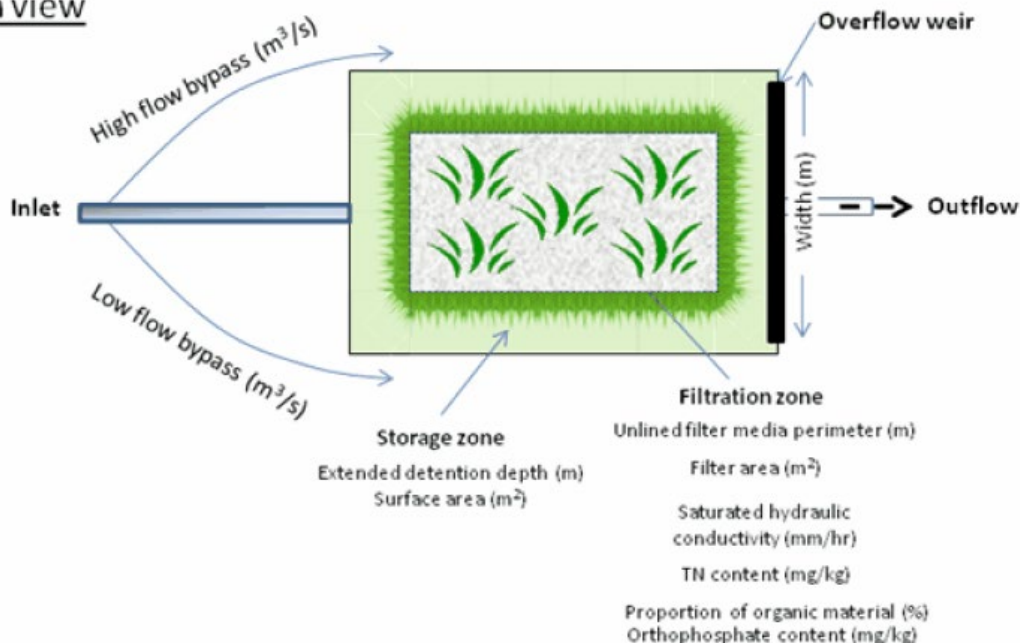 view
Overflow weir
High flow bypass (m³/s)
Width (m)
Inlet
Outflow
Low flow bypass (m³/s)
Filtration zone
Unlined filter media perimeter (m)
Filter area (m²)
Saturated hydraulic
conductivity (mm/hr)
TN content (mg/kg)
Proportion of organic material (%)
Orthophosphate content (mg/kg)
Storage zone
Extended detention depth (m)
Surface area (m²)